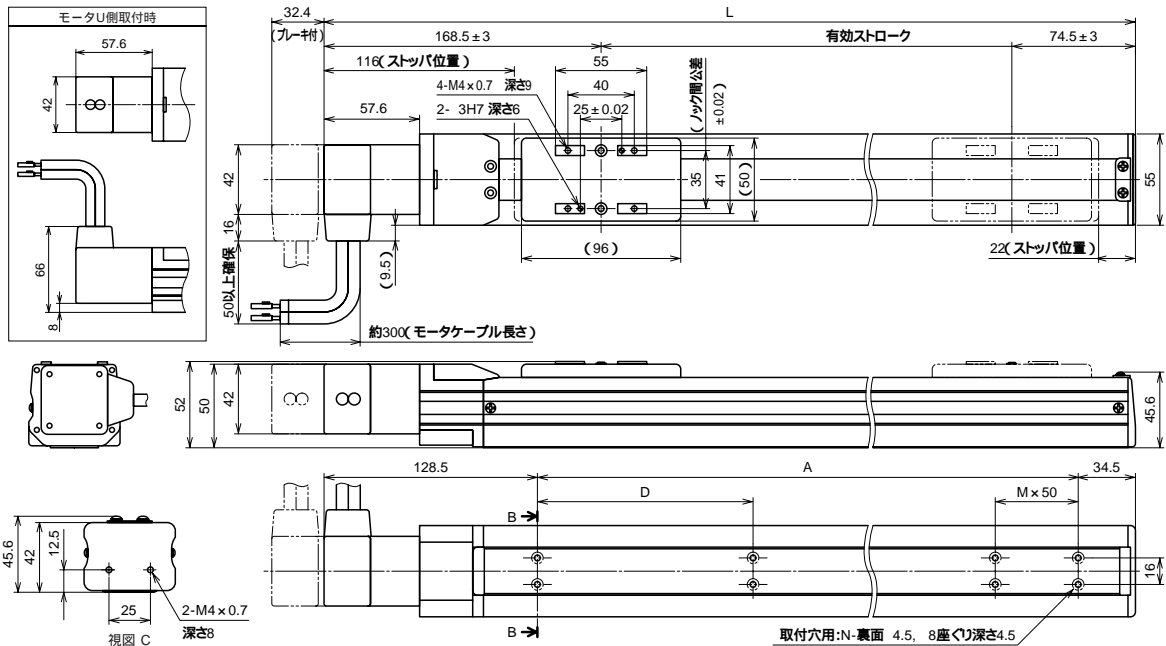 モータU側取付時
57.6
42
66
8
32.4
(ブレーキ付)
L
168.5±3
有効ストローク
74.5±3
116(ストッパ位置)
55
4-M4×0.7 深さ9
40
2- 3H7 深さ6
25±0.02
(ノック間公差
±0.02)
57.6
42
16
50以上確保
(9.5)
35
41
(50)
55
(96)
22(ストッパ位置)
約300(モータケーブル長さ)
52
50
42
45.6
128.5
A
34.5
D
M×50
B
B
16
45.6
42
12.5
25
2-M4×0.7
深さ8
視図 C
取付穴用:N-裏面 4.5, 8座ぐり深さ4.5